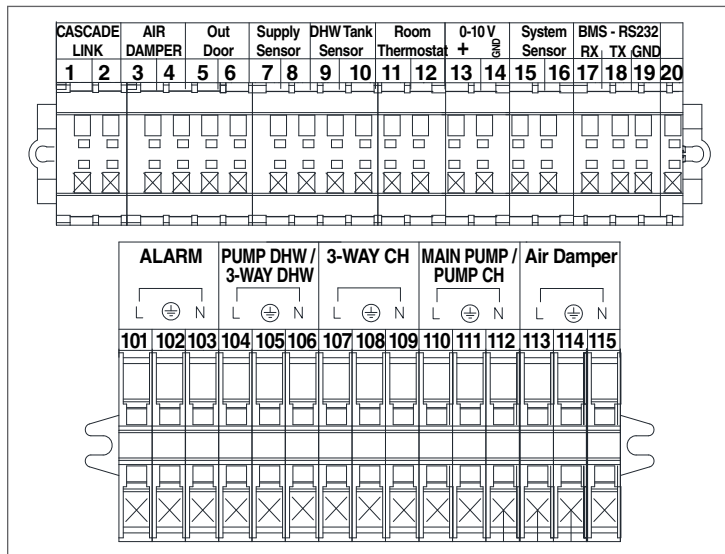 CASCADE AIR Out Supply DHW Tank Room 0-10 V System BMS - RS232
LINK DAMPER Door Sensor Sensor Thermostat + GND Sensor RX TX GND
1 2 3 4 5 6 7 8 9 10 11 12 13 14 15 16 17 18 19 20
ALARM PUMP DHW / 3-WAY CH MAIN PUMP / Air Damper
3-WAY DHW PUMP CH
L N L N L N L N L N
101 102 103 104 105 106 107 108 109 110 111 112 113 114 115